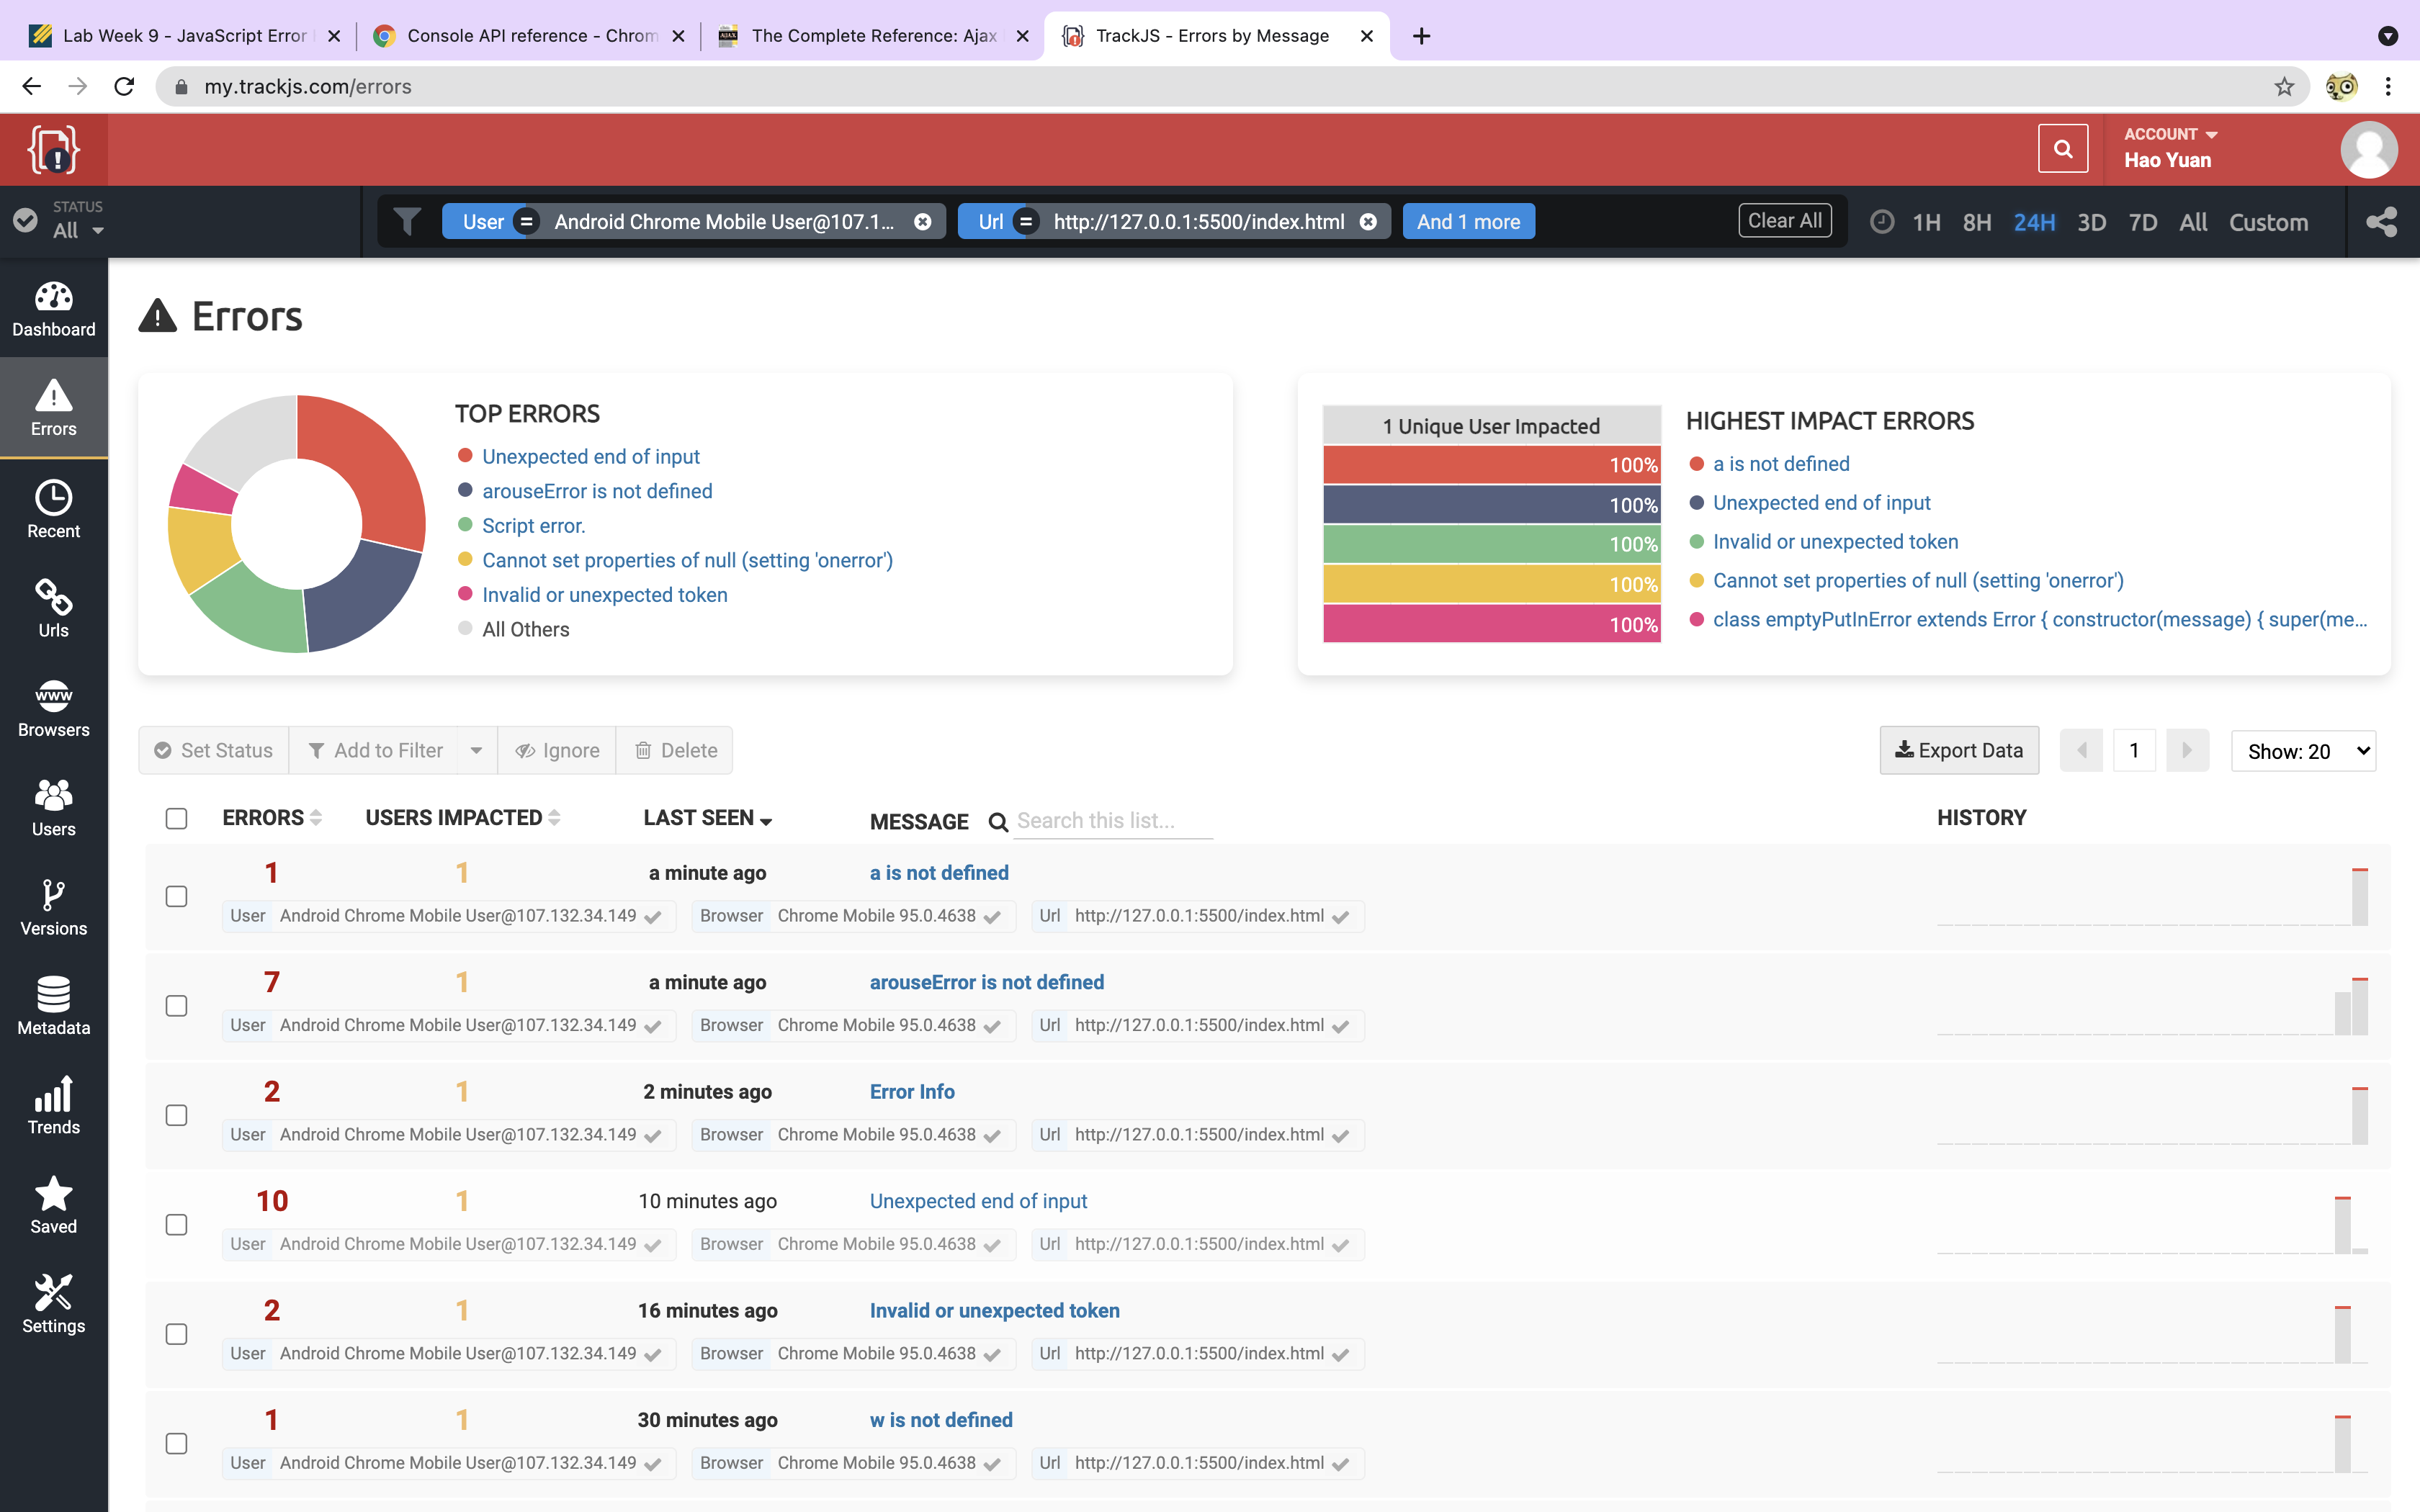 Lab Week 9 - JavaScript Error
Console API reference - Chrom
The Complete Reference: Ajax
TrackJS - Errors by Message
my.trackjs.com/errors
ACCOUNT
Hao Yuan
STATUS
All
User = Android Chrome Mobile User@107.1...
Url = http://127.0.0.1:5500/index.html
And 1 more
Clear All
1H 8H 24H 3D 7D All Custom
Dashboard
Errors
Recent
Urls
www
Browsers
Users
Versions
Metadata
Trends
Saved
Settings
Errors
TOP ERRORS
Unexpected end of input
arouseError is not defined
Script error.
Cannot set properties of null (setting 'onerror')
Invalid or unexpected token
All Others
1 Unique User Impacted
100%
100%
100%
100%
100%
HIGHEST IMPACT ERRORS
a is not defined
Unexpected end of input
Invalid or unexpected token
Cannot set properties of null (setting 'onerror')
class emptyPutInError extends Error { constructor(message) { super(me...
Set Status Add to Filter Ignore Delete
Export Data 1 Show: 20
ERRORS USERS IMPACTED LAST SEEN MESSAGE Search this list... HISTORY
1 1 a minute ago a is not defined
User Android Chrome Mobile User@107.132.34.149 Browser Chrome Mobile 95.0.4638 Url http://127.0.0.1:5500/index.html
7 1 a minute ago arouseError is not defined
User Android Chrome Mobile User@107.132.34.149 Browser Chrome Mobile 95.0.4638 Url http://127.0.0.1:5500/index.html
2 1 2 minutes ago Error Info
User Android Chrome Mobile User@107.132.34.149 Browser Chrome Mobile 95.0.4638 Url http://127.0.0.1:5500/index.html
10 1 10 minutes ago Unexpected end of input
User Android Chrome Mobile User@107.132.34.149 Browser Chrome Mobile 95.0.4638 Url http://127.0.0.1:5500/index.html
2 1 16 minutes ago Invalid or unexpected token
User Android Chrome Mobile User@107.132.34.149 Browser Chrome Mobile 95.0.4638 Url http://127.0.0.1:5500/index.html
1 1 30 minutes ago w is not defined
User Android Chrome Mobile User@107.132.34.149 Browser Chrome Mobile 95.0.4638 Url http://127.0.0.1:5500/index.html